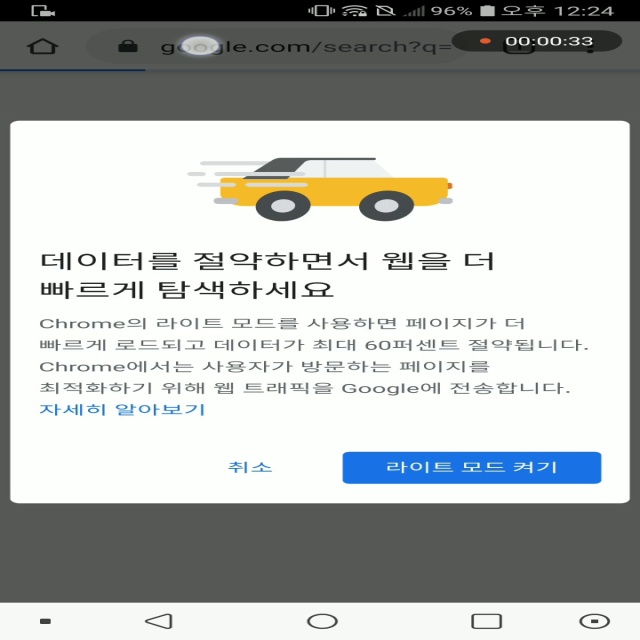 96% 오후 12:24
google.com/search?q=
00:00:33
데이터를 절약하면서 웹을 더
빠르게 탐색하세요
Chrome의 라이트 모드를 사용하면 페이지가 더
빠르게 로드되고 데이터가 최대 60퍼센트 절약됩니다.
Chrome에서는 사용자가 방문하는 페이지를
최적화하기 위해 웹 트래픽을 Google에 전송합니다.
자세히 알아보기
취소
라이트 모드 켜기